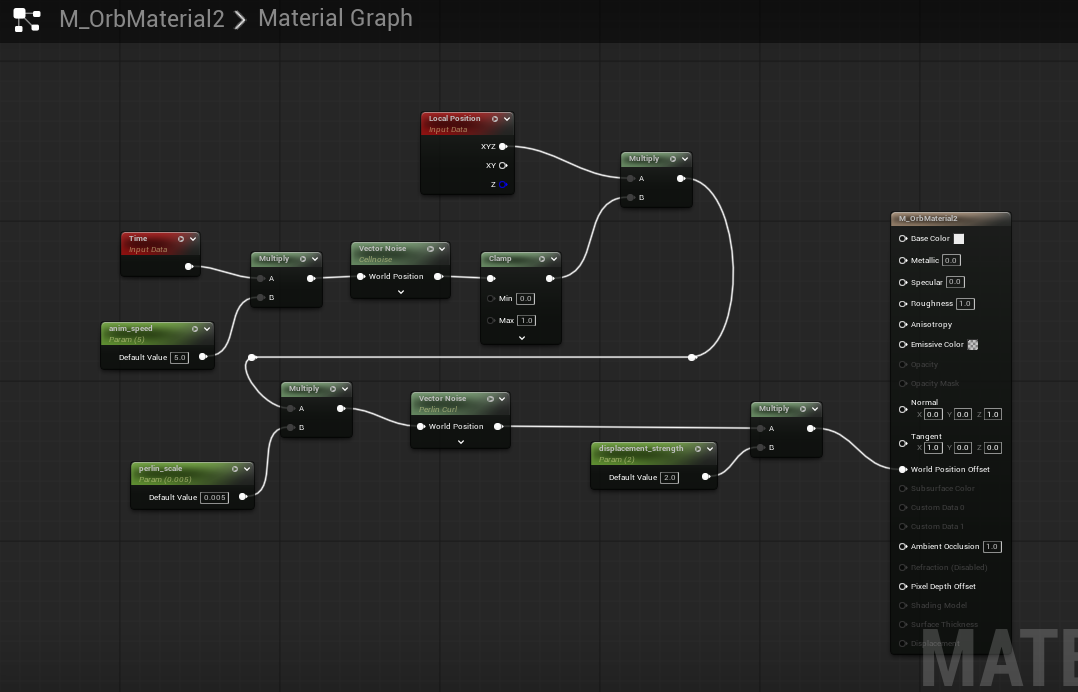 M_OrbMaterial2 > Material Graph
Local Position
Input Data
XYZ
XY
Z
Multiply
A
B
Time
Input Data
Multiply
A
B
Vector Noise
Cellnoise
World Position
Clamp
Min 0.0
Max 1.0
anim_speed
Param (5)
Default Value 5.0
Multiply
A
B
Vector Noise
Perlin Curl
World Position
perlin_scale
Param (0.005)
Default Value 0.005
displacement_strength
Param (2)
Default Value 2.0
Multiply
A
B
M_OrbMaterial2
Base Color
Metallic 0.0
Specular 0.0
Roughness 1.0
Anisotropy
Emissive Color
Opacity
Opacity Mask
Normal
X 0.0 Y 0.0 Z 1.0
Tangent
X 1.0 Y 0.0 Z 0.0
World Position Offset
Subsurface Color
Custom Data 0
Custom Data 1
Ambient Occlusion 1.0
Refraction (Disabled)
Pixel Depth Offset
Shading Model
Surface Thickness
Displacement
MATE